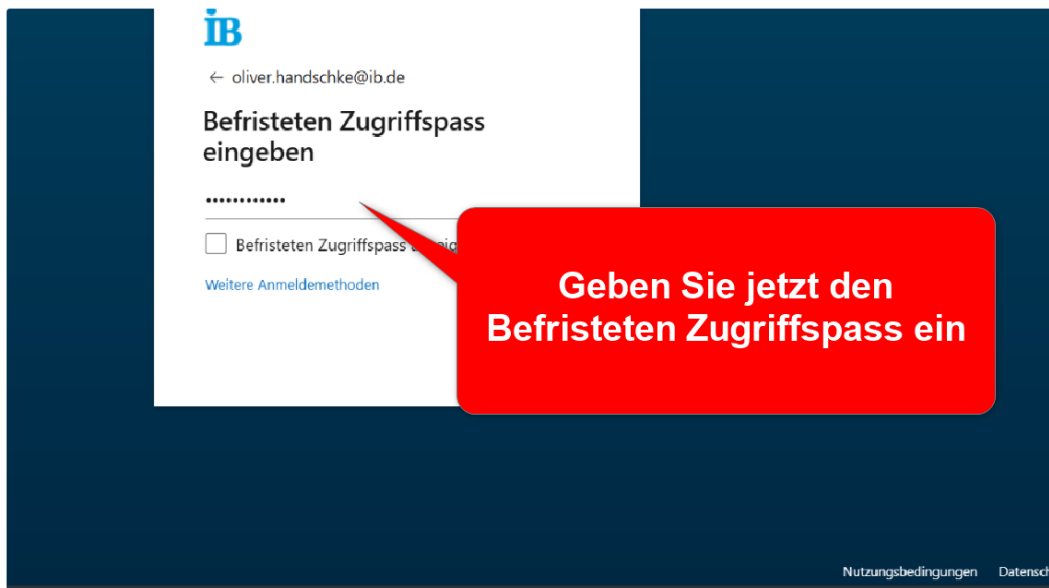 iB
← oliver.handschke@ib.de
Befristeten Zugriffspass
eingeben
••••••••••••
Befristeten Zugriffspass
Weitere Anmeldemethoden
Geben Sie jetzt den
Befristeten Zugriffspass ein
Nutzungsbedingungen